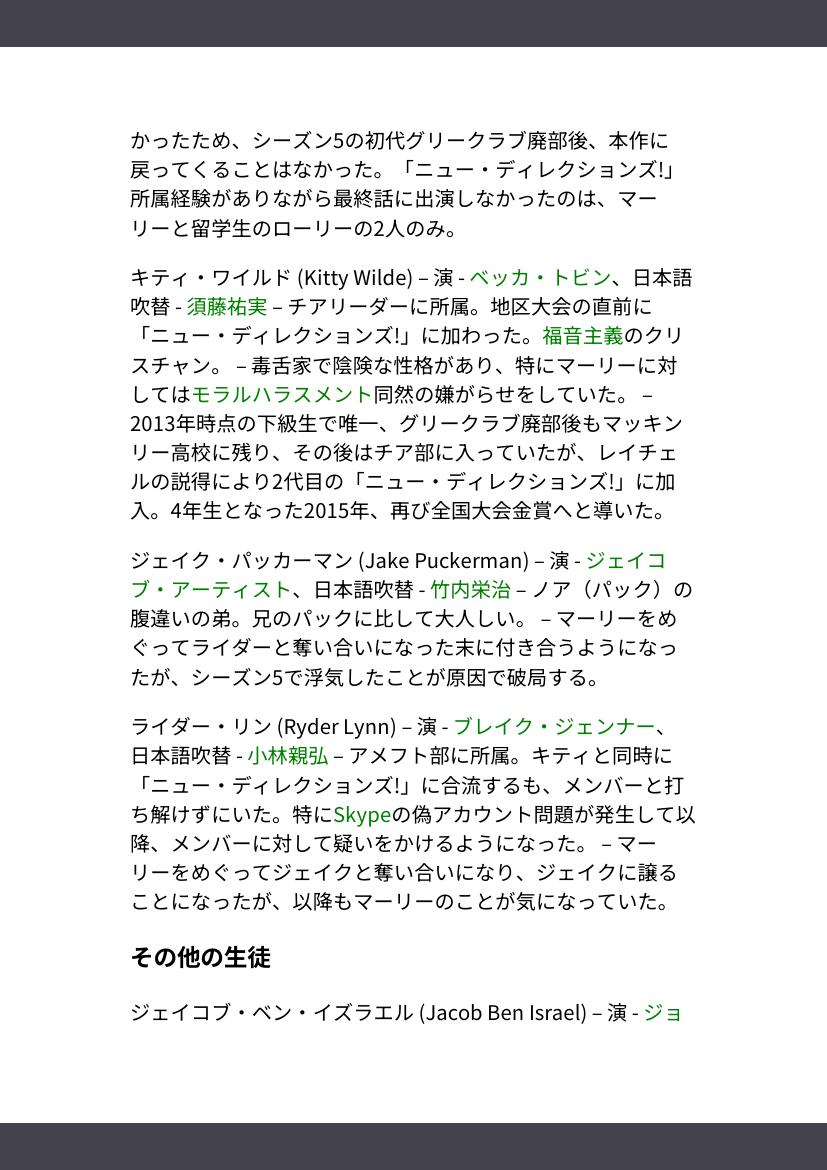 かったため、シーズン5の初代グリークラブ廃部後、本作に
戻ってくることはなかった。「ニュー・ディレクションズ!」
所属経験がありながら最終話に出演しなかったのは、マー
リーと留学生のローリーの2人のみ。
キティ・ワイルド (Kitty Wilde) – 演 - ベッカ・トビン、日本語
吹替 - 須藤祐実 – チアリーダーに所属。地区大会の直前に
「ニュー・ディレクションズ!」に加わった。福音主義のクリ
スチャン。 – 毒舌家で陰険な性格があり、特にマーリーに対
してはモラルハラスメント同然の嫌がらせをしていた。 –
2013年時点の下級生で唯一、グリークラブ廃部後もマッキン
リー高校に残り、その後はチア部に入っていたが、レイチェ
ルの説得により2代目の「ニュー・ディレクションズ!」に加
入。4年生となった2015年、再び全国大会金賞へと導いた。
ジェイク・パッカーマン (Jake Puckerman) – 演 - ジェイコ
ブ・アーティスト、日本語吹替 - 竹内栄治 – ノア（パック）の
腹違いの弟。兄のパックに比して大人しい。 – マーリーをめ
ぐってライダーと奪い合いになった末に付き合うようになっ
たが、シーズン5で浮気したことが原因で破局する。
ライダー・リン (Ryder Lynn) – 演 - ブレイク・ジェンナー、
日本語吹替 - 小林親弘 – アメフト部に所属。キティと同時に
「ニュー・ディレクションズ!」に合流するも、メンバーと打
ち解けずにいた。特にSkypeの偽アカウント問題が発生して以
降、メンバーに対して疑いをかけるようになった。 – マー
リーをめぐってジェイクと奪い合いになり、ジェイクに譲る
ことになったが、以降もマーリーのことが気になっていた。
その他の生徒
ジェイコブ・ベン・イズラエル (Jacob Ben Israel) – 演 - ジョ